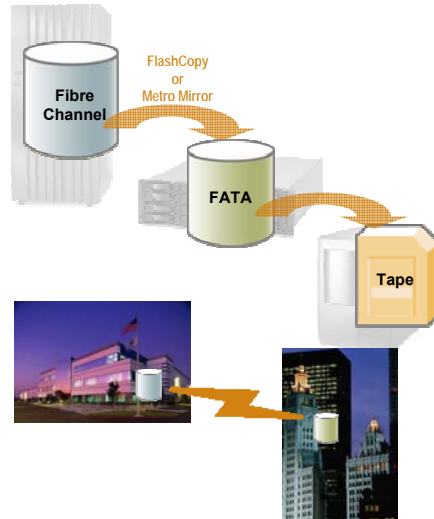 FlashCopy
or
Metro Mirror
Fibre
Channel
FATA
Tape